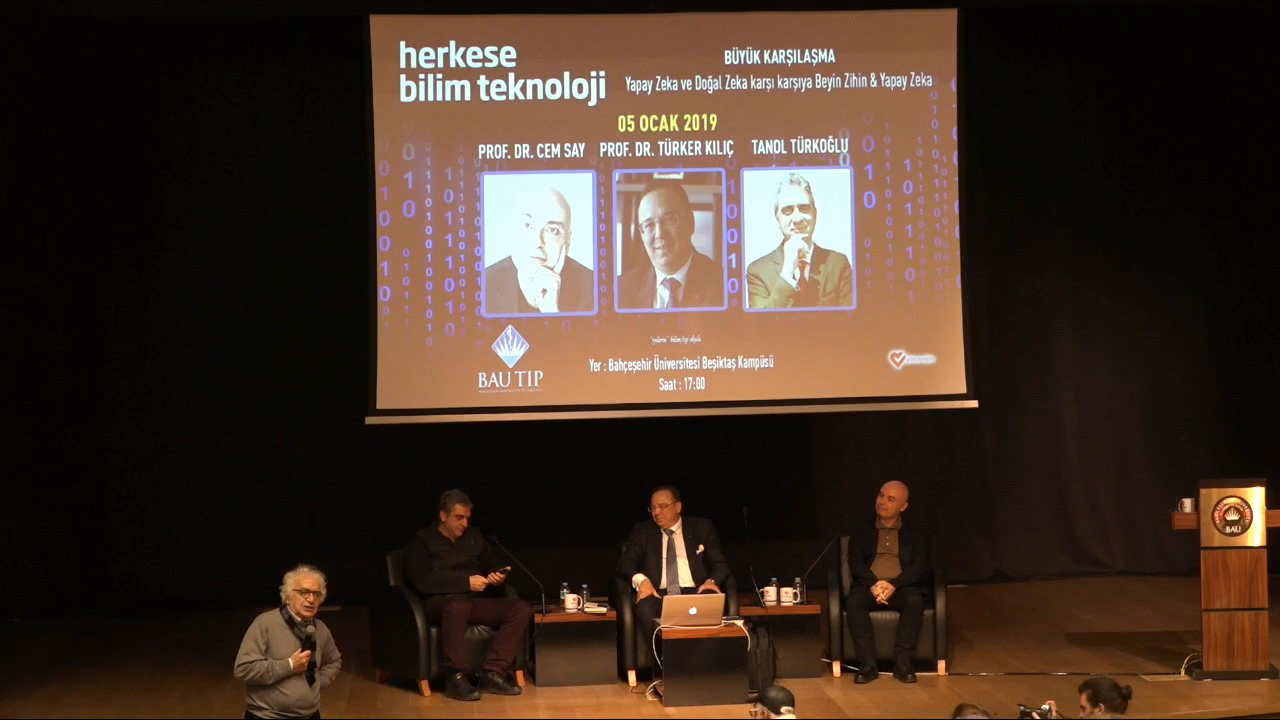 herkese
bilim teknoloji
BÜYÜK KARŞILAŞMA
Yapay Zeka ve Doğal Zeka karşı karşıya Beyin Zihin & Yapay Zeka
05 OCAK 2019
PROF. DR. CEM SAY
PROF. DR. TÜRKER KILIÇ
TANOL TÜRKOĞLU
BAU TIP
Yer : Bahçeşehir Üniversitesi Beşiktaş Kampüsü
Saat : 17:00
BAU